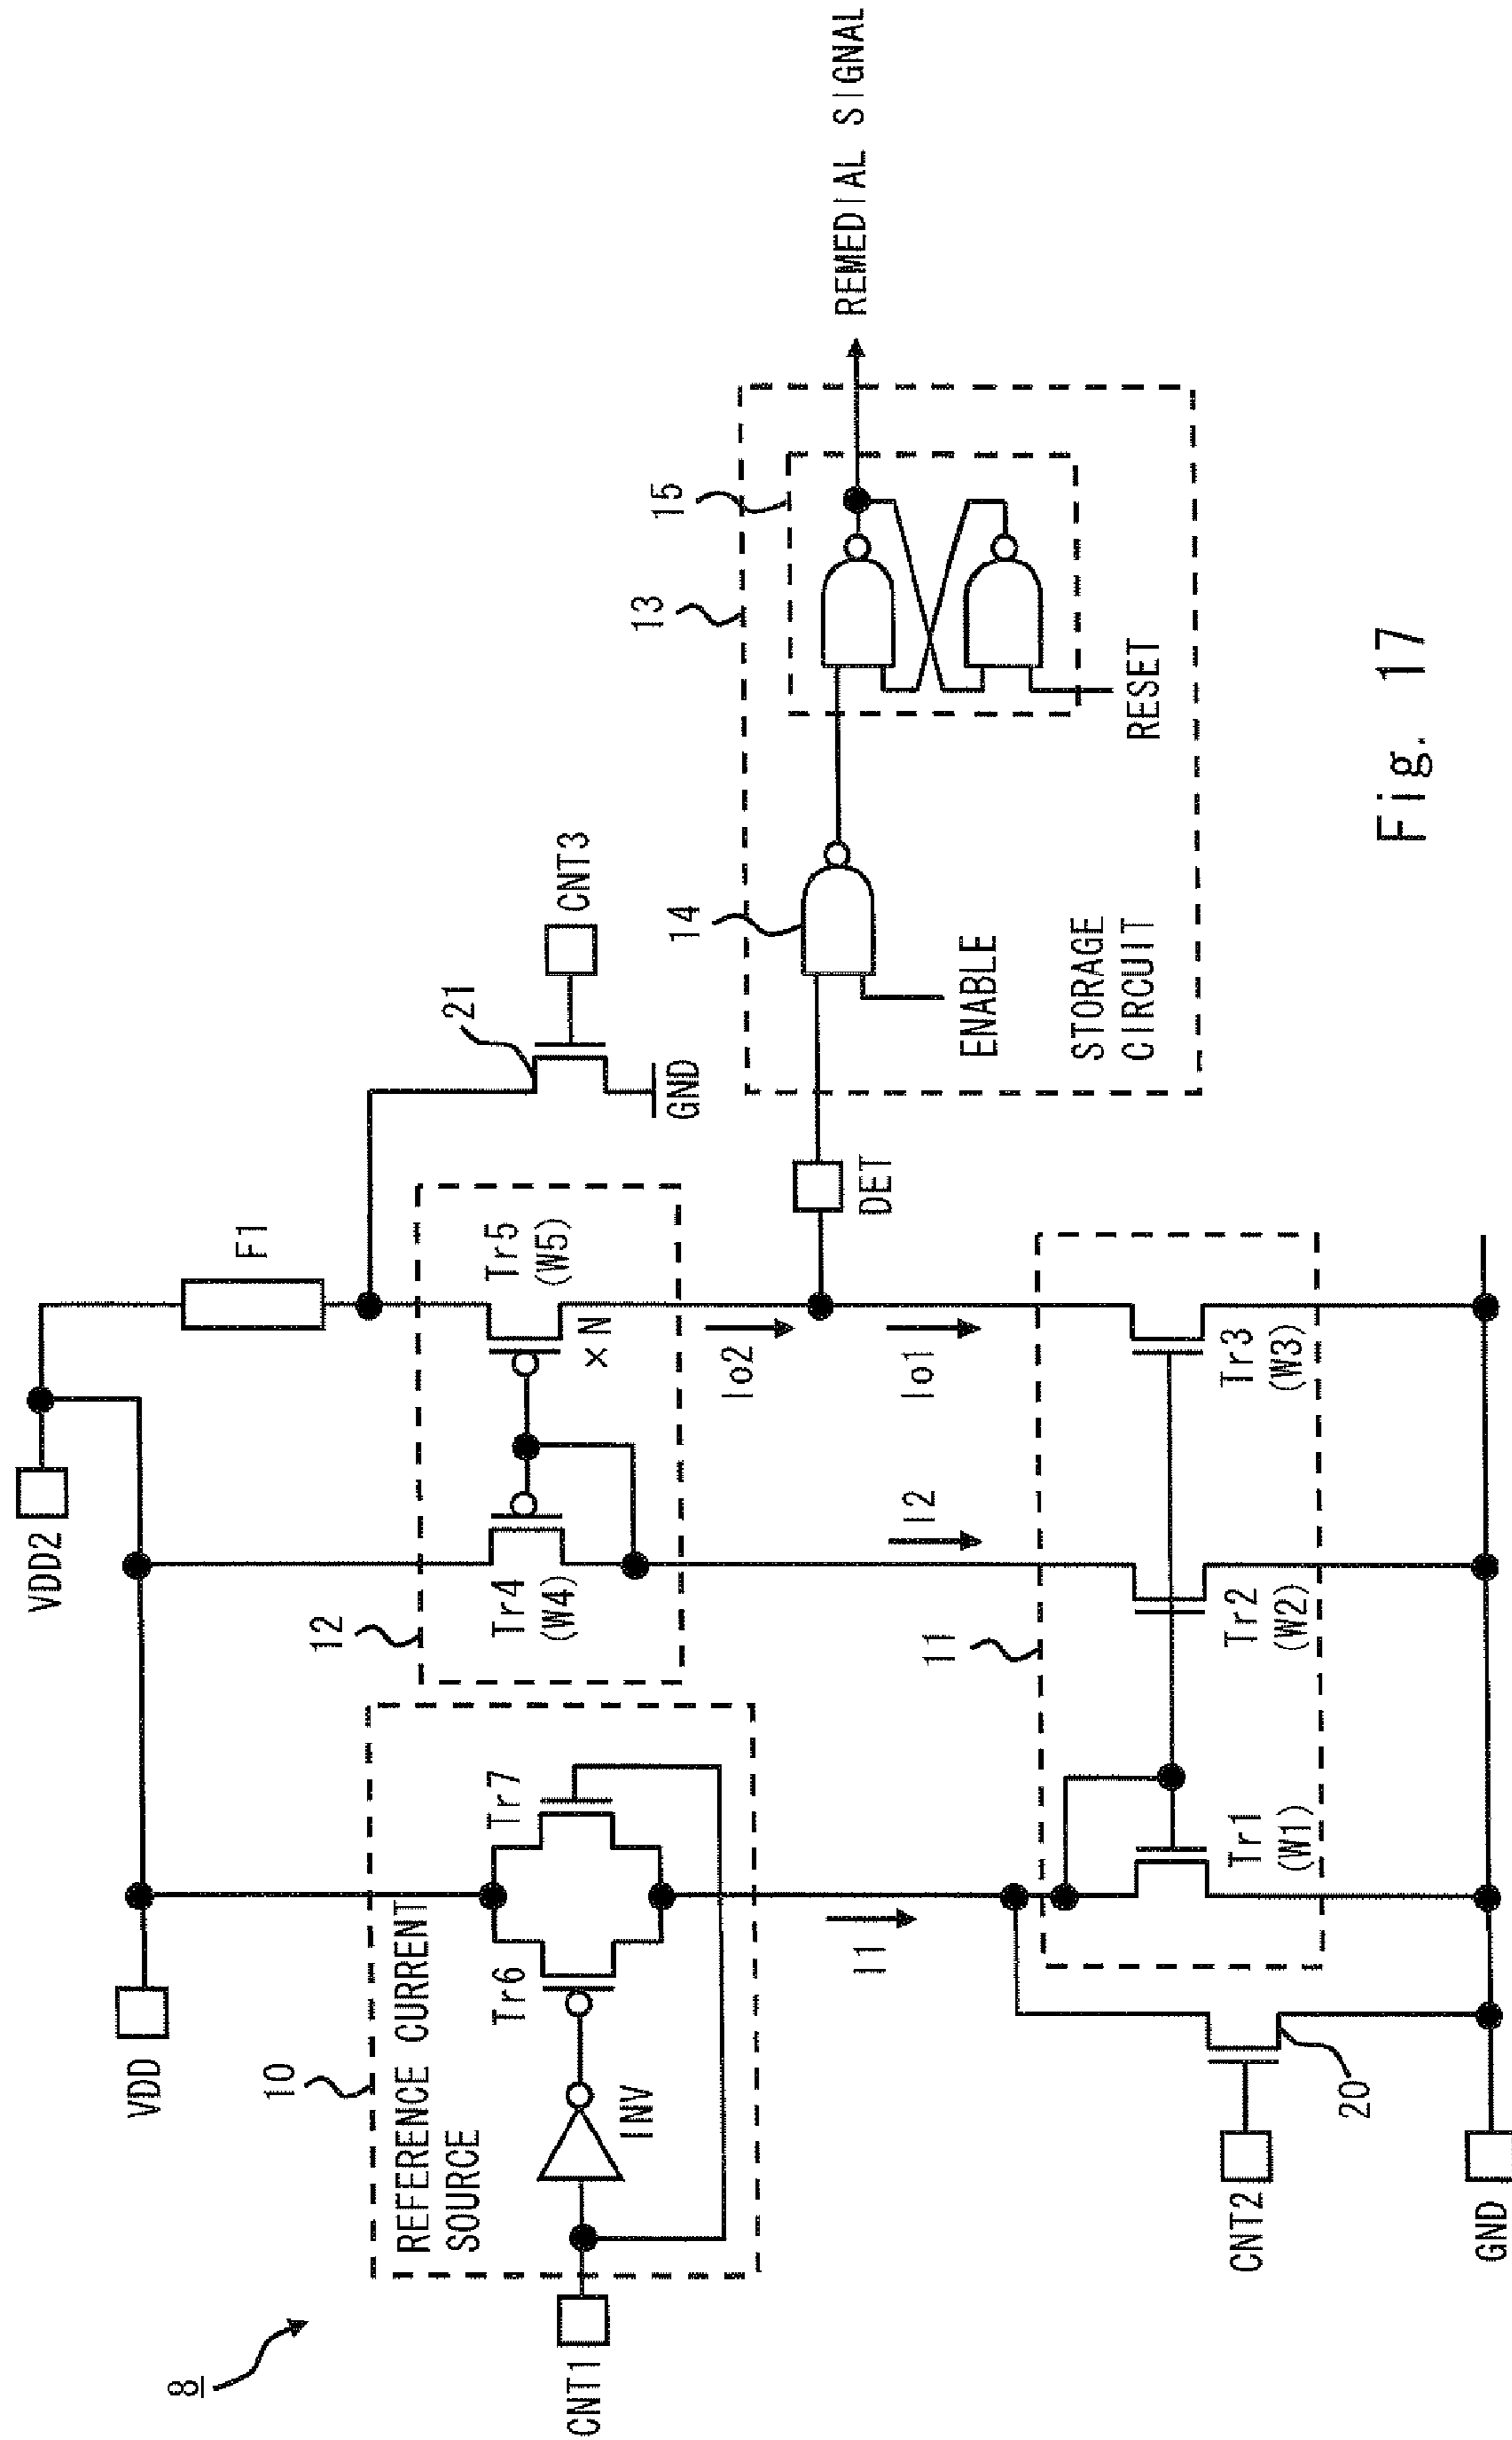 8
VDD
VDD2
F1
10
REFERENCE CURRENT
SOURCE
CNT1
INV
Tr6
Tr7
12
Tr4
(W4)
Tr5
(W5)
×N
21
CNT3
GND
I1
I2
Io2
Io1
DET
11
Tr1
(W1)
Tr2
(W2)
Tr3
(W3)
CNT2
20
GND
13
14
15
ENABLE
RESET
STORAGE
CIRCUIT
REMEDIAL SIGNAL
Fig. 17